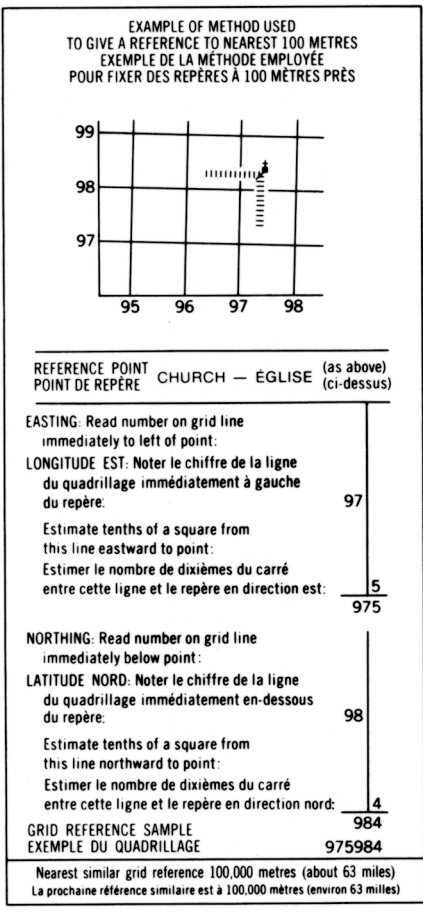 EXAMPLE OF METHOD USED
TO GIVE A REFERENCE TO NEAREST 100 METRES
EXEMPLE DE LA MÉTHODE EMPLOYÉE
POUR FIXER DES REPÈRES À 100 MÈTRES PRÈS
99
98
97
95 96 97 98
REFERENCE POINT
POINT DE REPÈRE
CHURCH — ÉGLISE
(as above)
(ci-dessus)
EASTING: Read number on grid line
immediately to left of point:
LONGITUDE EST: Noter le chiffre de la ligne
du quadrillage immédiatement à gauche
du repère: 97
Estimate tenths of a square from
this line eastward to point:
Estimer le nombre de dixièmes du carré
entre cette ligne et le repère en direction est: 5
975
NORTHING: Read number on grid line
immediately below point:
LATITUDE NORD: Noter le chiffre de la ligne
du quadrillage immédiatement en-dessous
du repère: 98
Estimate tenths of a square from
this line northward to point:
Estimer le nombre de dixièmes du carré
entre cette ligne et le repère en direction nord: 4
984
GRID REFERENCE SAMPLE
EXEMPLE DU QUADRILLAGE 975984
Nearest similar grid reference 100,000 metres (about 63 miles)
La prochaine référence similaire est à 100,000 mètres (environ 63 milles)